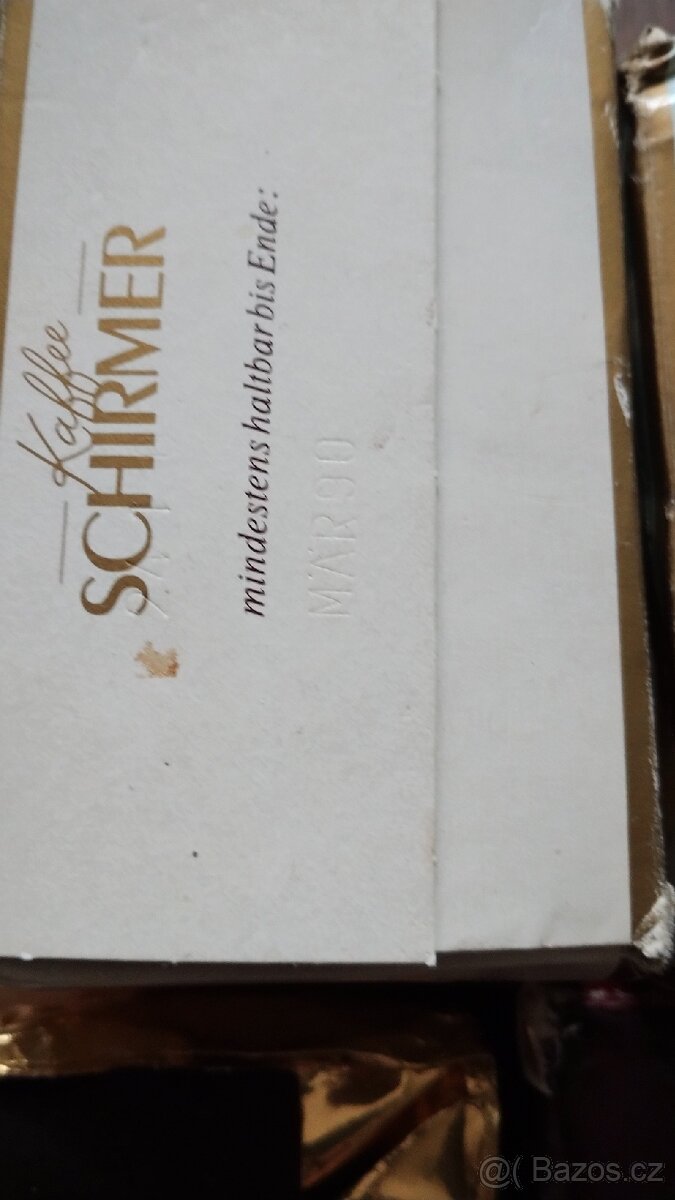 Kaffee
SCHIRMER
mindestens haltbar bis Ende:
MÄR 90
@( Bazos.cz